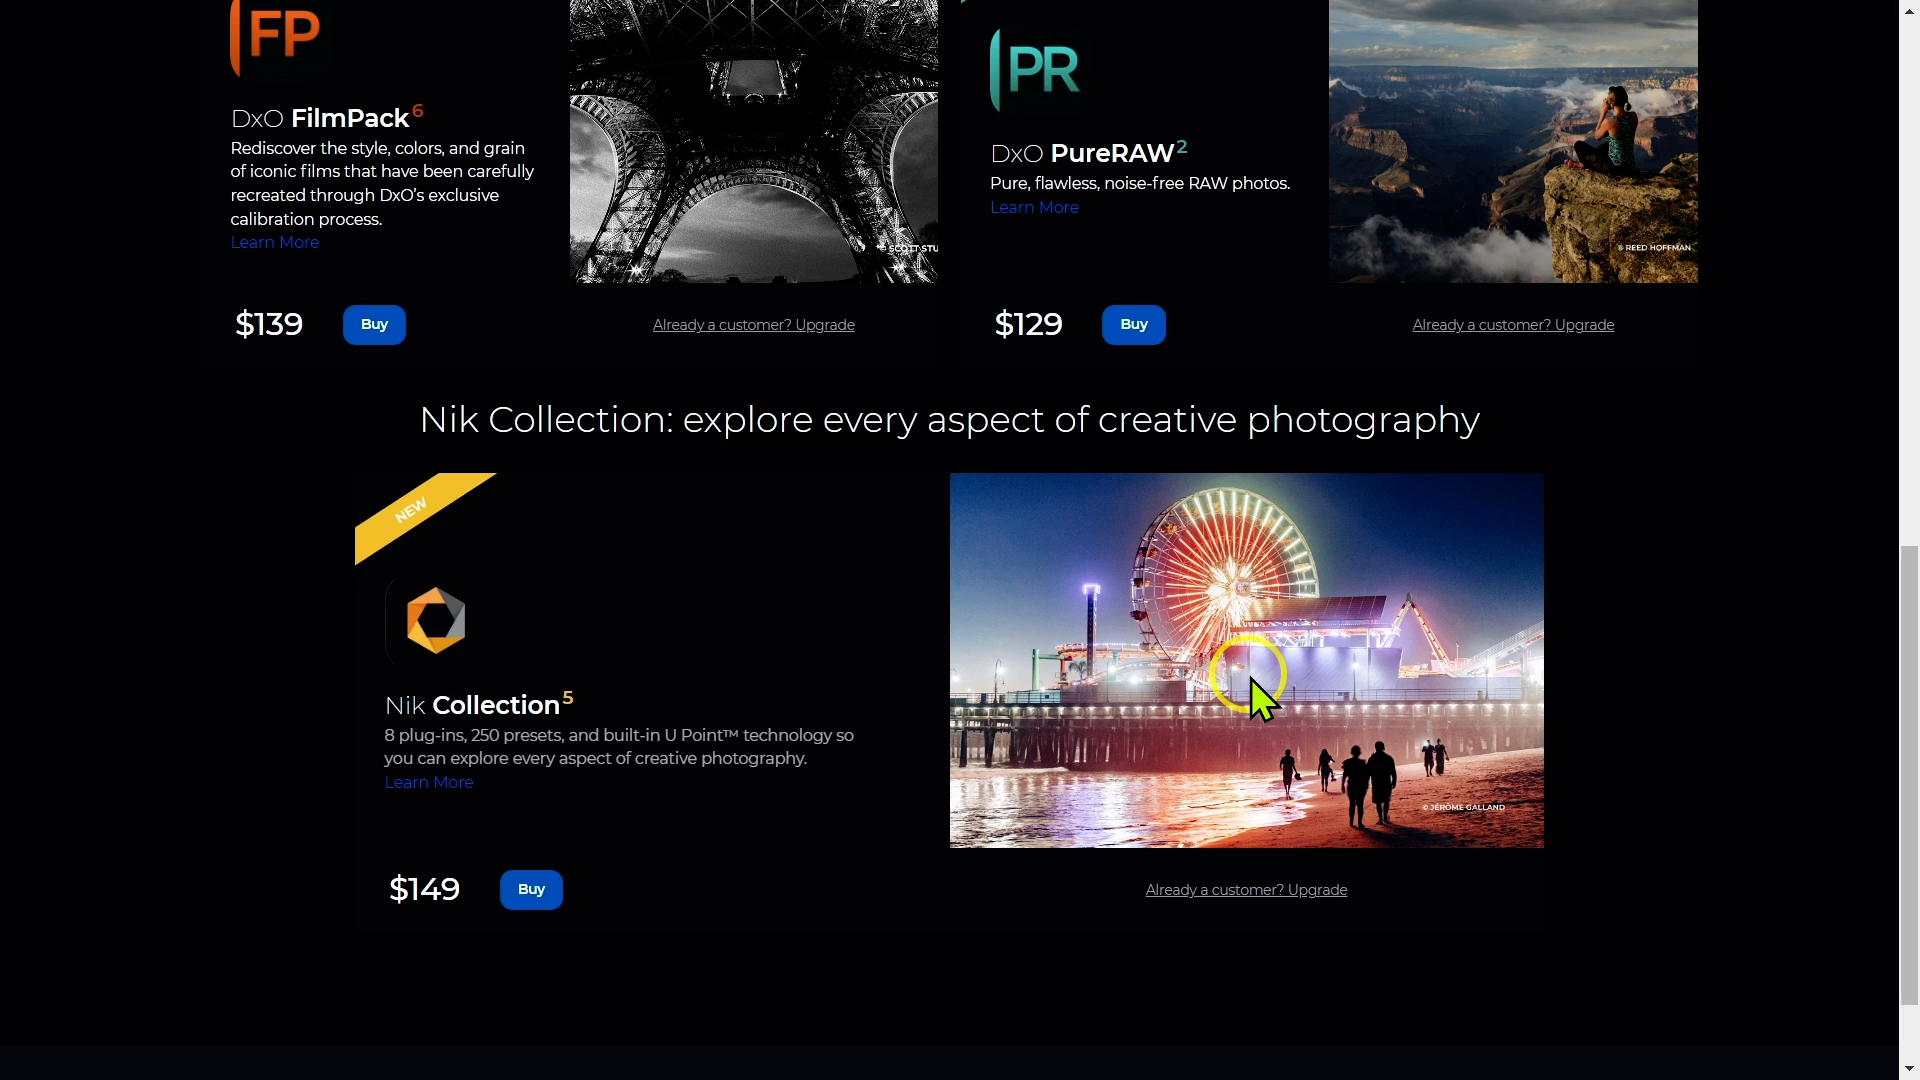 FP
DxO FilmPack6
Rediscover the style, colors, and grain
of iconic films that have been carefully
recreated through DxO's exclusive
calibration process.
Learn More
© SCOTT STU
$139
Buy
Already a customer? Upgrade
PR
DxO PureRAW2
Pure, flawless, noise-free RAW photos.
Learn More
© REED HOFFMAN
$129
Buy
Already a customer? Upgrade
Nik Collection: explore every aspect of creative photography
NEW
Nik Collection5
8 plug-ins, 250 presets, and built-in U Point™ technology so
you can explore every aspect of creative photography.
Learn More
© JÉRÔME GALLAND
$149
Buy
Already a customer? Upgrade